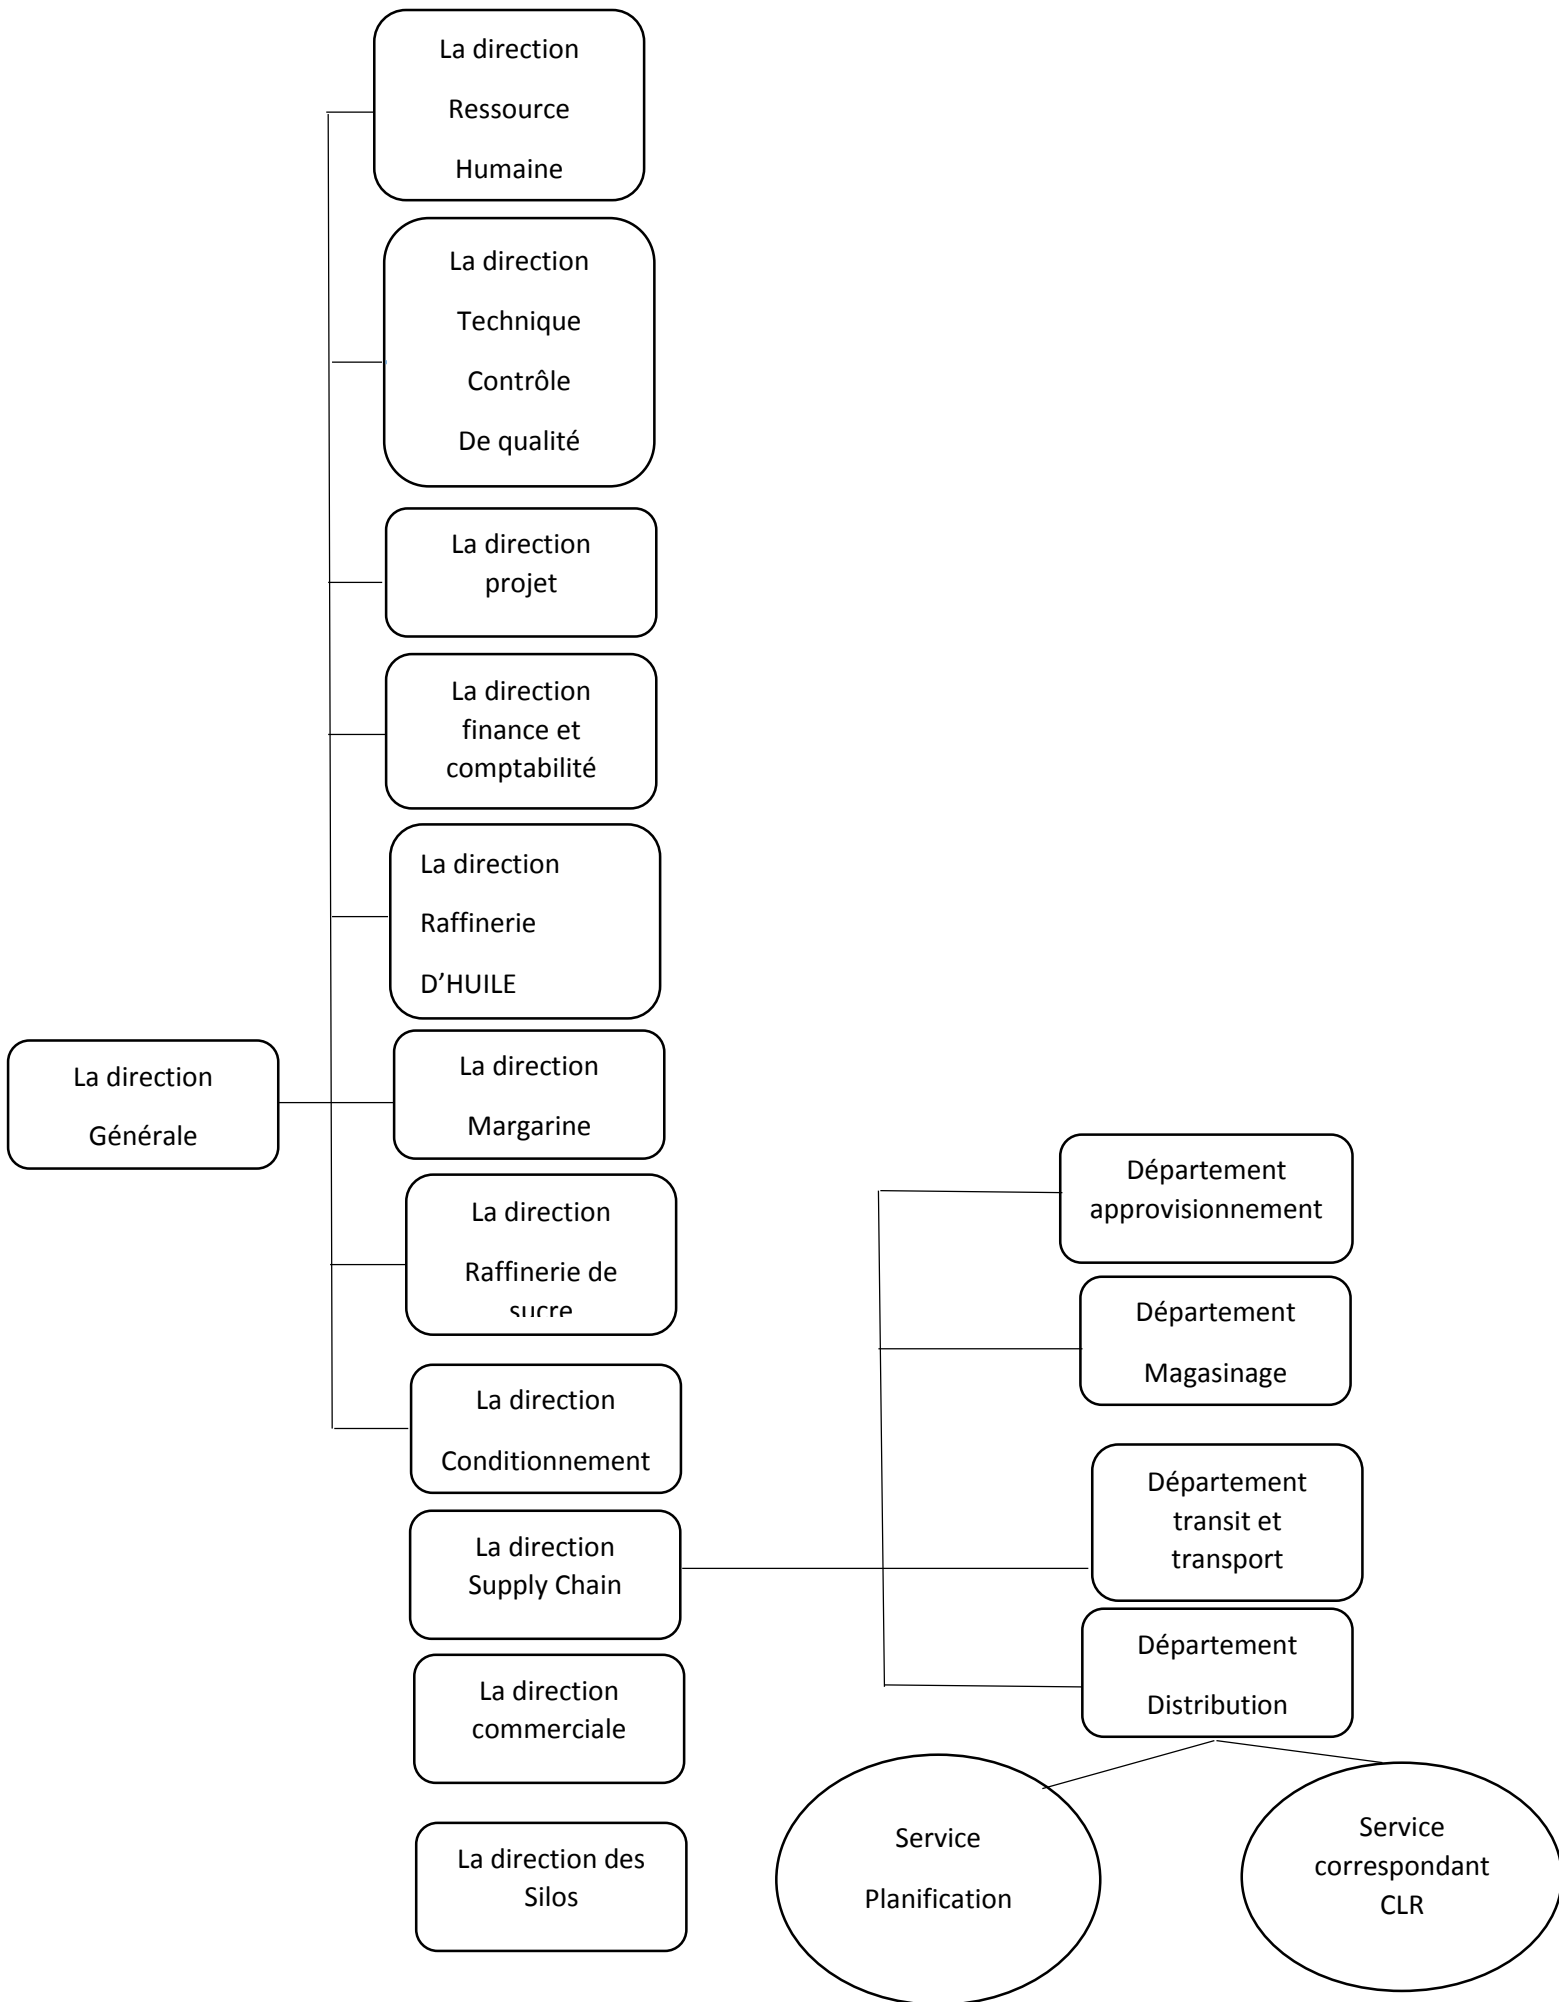 La direction
Ressource
Humaine
La direction
Technique
Contrôle
De qualité
La direction
projet
La direction
finance et
comptabilité
La direction
Raffinerie
D’HUILE
La direction
Générale
La direction
Margarine
La direction
Raffinerie de
sucre
La direction
Conditionnement
La direction
Supply Chain
La direction
commerciale
La direction des
Silos
Département
approvisionnement
Département
Magasinage
Département
transit et
transport
Département
Distribution
Service
Planification
Service
correspondant
CLR